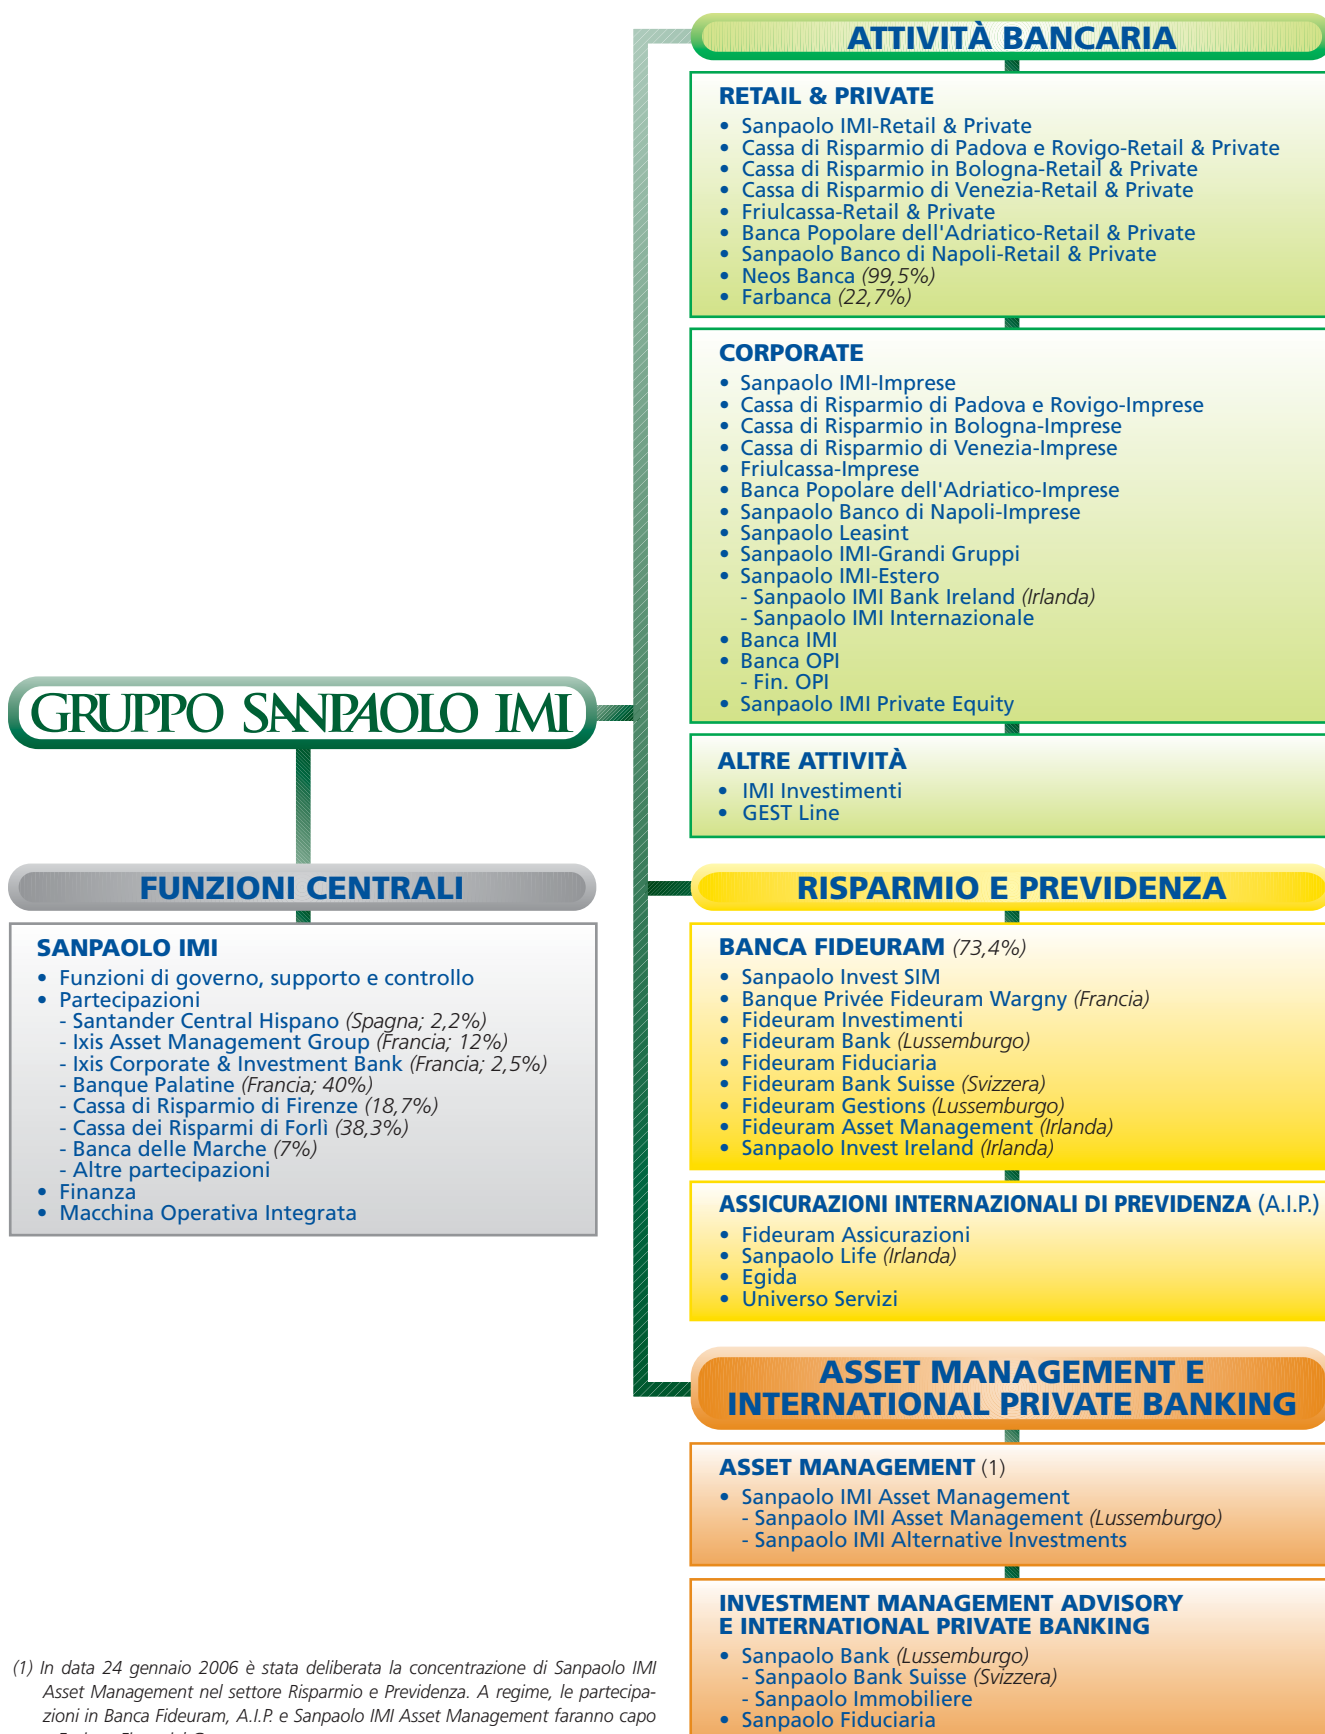 GRUPPO SANPAOLO IMI
FUNZIONI CENTRALI
SANPAOLO IMI
• Funzioni di governo, supporto e controllo
• Partecipazioni
- Santander Central Hispano (Spagna; 2,2%)
- Ixis Asset Management Group (Francia; 12%)
- Ixis Corporate & Investment Bank (Francia; 2,5%)
- Banque Palatine (Francia; 40%)
- Cassa di Risparmio di Firenze (18,7%)
- Cassa dei Risparmi di Forlì (38,3%)
- Banca delle Marche (7%)
- Altre partecipazioni
• Finanza
• Macchina Operativa Integrata
ATTIVITÀ BANCARIA
RETAIL & PRIVATE
• Sanpaolo IMI-Retail & Private
• Cassa di Risparmio di Padova e Rovigo-Retail & Private
• Cassa di Risparmio in Bologna-Retail & Private
• Cassa di Risparmio di Venezia-Retail & Private
• Friulcassa-Retail & Private
• Banca Popolare dell'Adriatico-Retail & Private
• Sanpaolo Banco di Napoli-Retail & Private
• Neos Banca (99,5%)
• Farbanca (22,7%)
CORPORATE
• Sanpaolo IMI-Imprese
• Cassa di Risparmio di Padova e Rovigo-Imprese
• Cassa di Risparmio in Bologna-Imprese
• Cassa di Risparmio di Venezia-Imprese
• Friulcassa-Imprese
• Banca Popolare dell'Adriatico-Imprese
• Sanpaolo Banco di Napoli-Imprese
• Sanpaolo Leasint
• Sanpaolo IMI-Grandi Gruppi
• Sanpaolo IMI-Estero
- Sanpaolo IMI Bank Ireland (Irlanda)
- Sanpaolo IMI Internazionale
• Banca IMI
• Banca OPI
- Fin. OPI
• Sanpaolo IMI Private Equity
ALTRE ATTIVITÀ
• IMI Investimenti
• GEST Line
RISPARMIO E PREVIDENZA
BANCA FIDEURAM (73,4%)
• Sanpaolo Invest SIM
• Banque Privée Fideuram Wargny (Francia)
• Fideuram Investimenti
• Fideuram Bank (Lussemburgo)
• Fideuram Fiduciaria
• Fideuram Bank Suisse (Svizzera)
• Fideuram Gestions (Lussemburgo)
• Fideuram Asset Management (Irlanda)
• Sanpaolo Invest Ireland (Irlanda)
ASSICURAZIONI INTERNAZIONALI DI PREVIDENZA (A.I.P.)
• Fideuram Assicurazioni
• Sanpaolo Life (Irlanda)
• Egida
• Universo Servizi
ASSET MANAGEMENT E
INTERNATIONAL PRIVATE BANKING
ASSET MANAGEMENT (1)
• Sanpaolo IMI Asset Management
- Sanpaolo IMI Asset Management (Lussemburgo)
- Sanpaolo IMI Alternative Investments
INVESTMENT MANAGEMENT ADVISORY
E INTERNATIONAL PRIVATE BANKING
• Sanpaolo Bank (Lussemburgo)
- Sanpaolo Bank Suisse (Svizzera)
- Sanpaolo Immobiliere
• Sanpaolo Fiduciaria
(1) In data 24 gennaio 2006 è stata deliberata la concentrazione di Sanpaolo IMI
Asset Management nel settore Risparmio e Previdenza. A regime, le partecipa-
zioni in Banca Fideuram, A.I.P. e Sanpaolo IMI Asset Management faranno capo